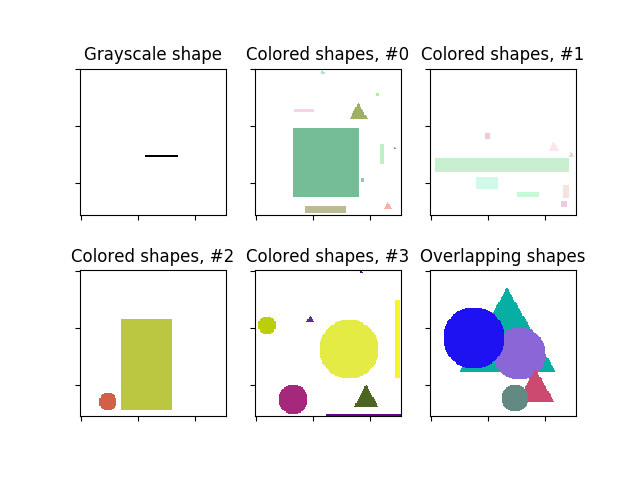 Grayscale shape
Colored shapes, #0
Colored shapes, #1
Colored shapes, #2
Colored shapes, #3
Overlapping shapes